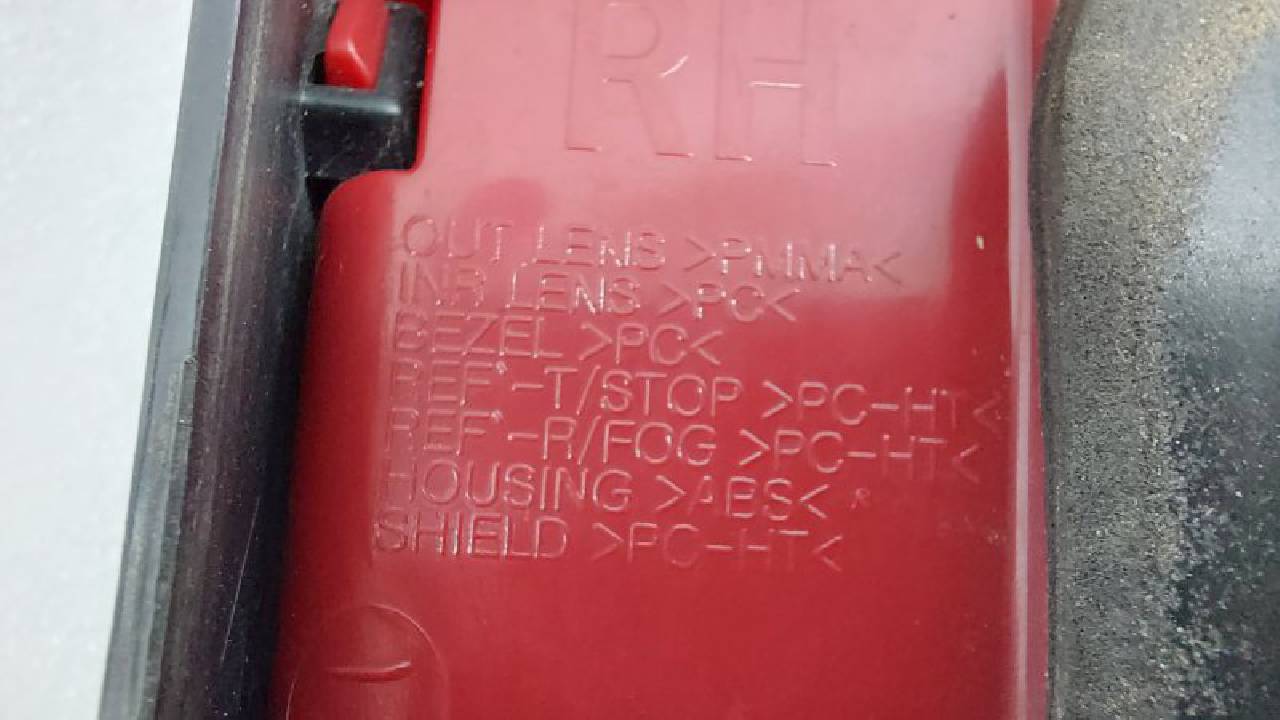 RH
OUT LENS >PMMA<
INR LENS >PC<
BEZEL >PC<
REF'-T/STOP >PC-HT<
REF'-R/FOG >PC-HT<
HOUSING >ABS<
SHIELD >PC-HT<